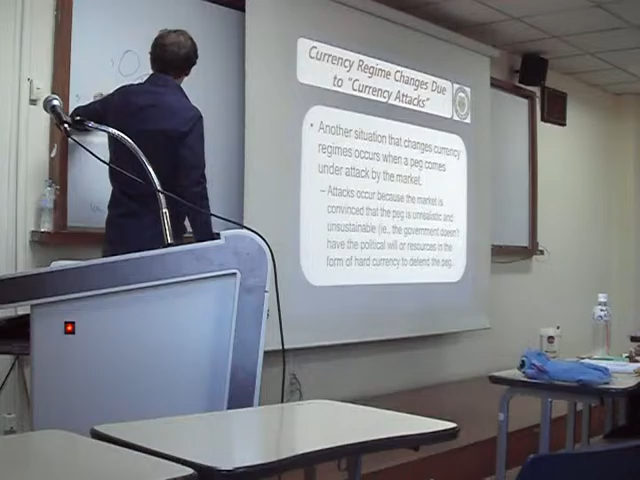 Currency Regime Changes Due
to "Currency Attacks"
• Another situation that changes currency
regimes occurs when a peg comes
under attack by the market.
– Attacks occur because the market is
convinced that the peg is unrealistic and
unsustainable (ie., the government doesn't
have the political will or resources in the
form of hard currency to defend the peg.